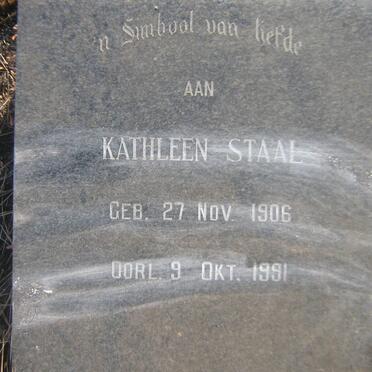 'n Simbool van liefde
AAN
KATHLEEN STAAL
GEB. 27 NOV. 1906
OORL. 9 OKT. 1991